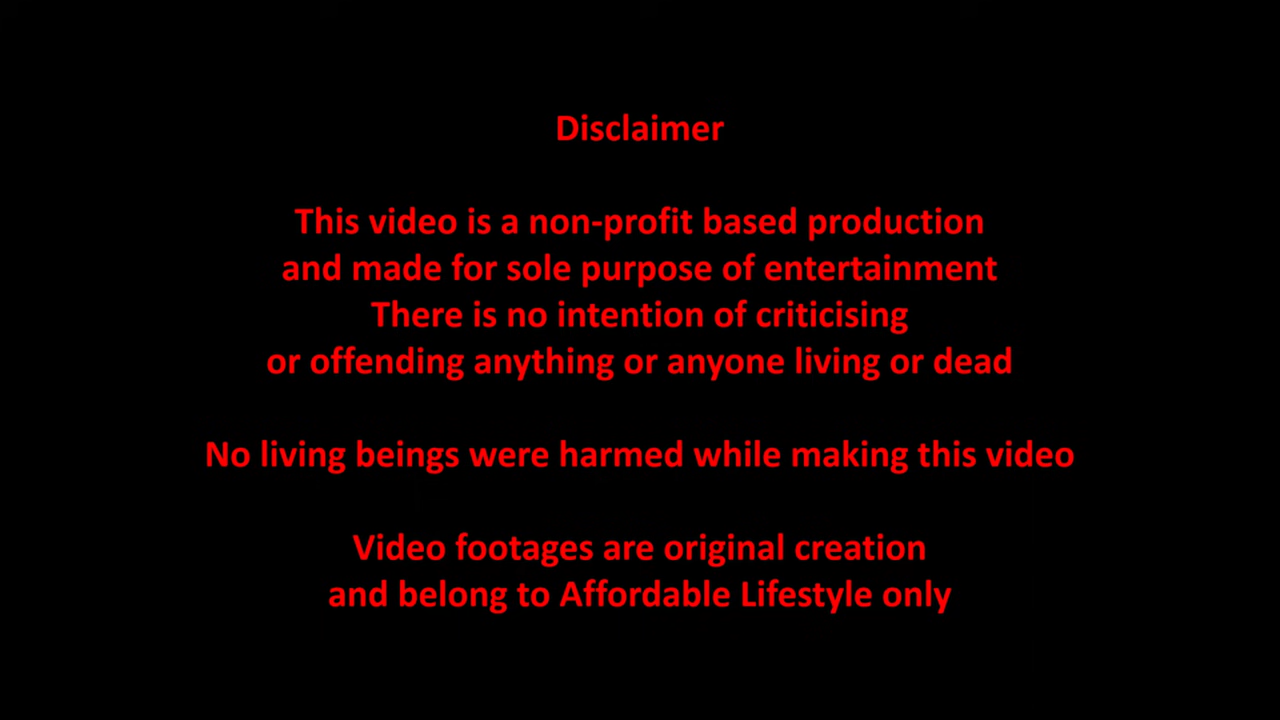 Disclaimer
This video is a non-profit based production
and made for sole purpose of entertainment
There is no intention of criticising
or offending anything or anyone living or dead
No living beings were harmed while making this video
Video footages are original creation
and belong to Affordable Lifestyle only